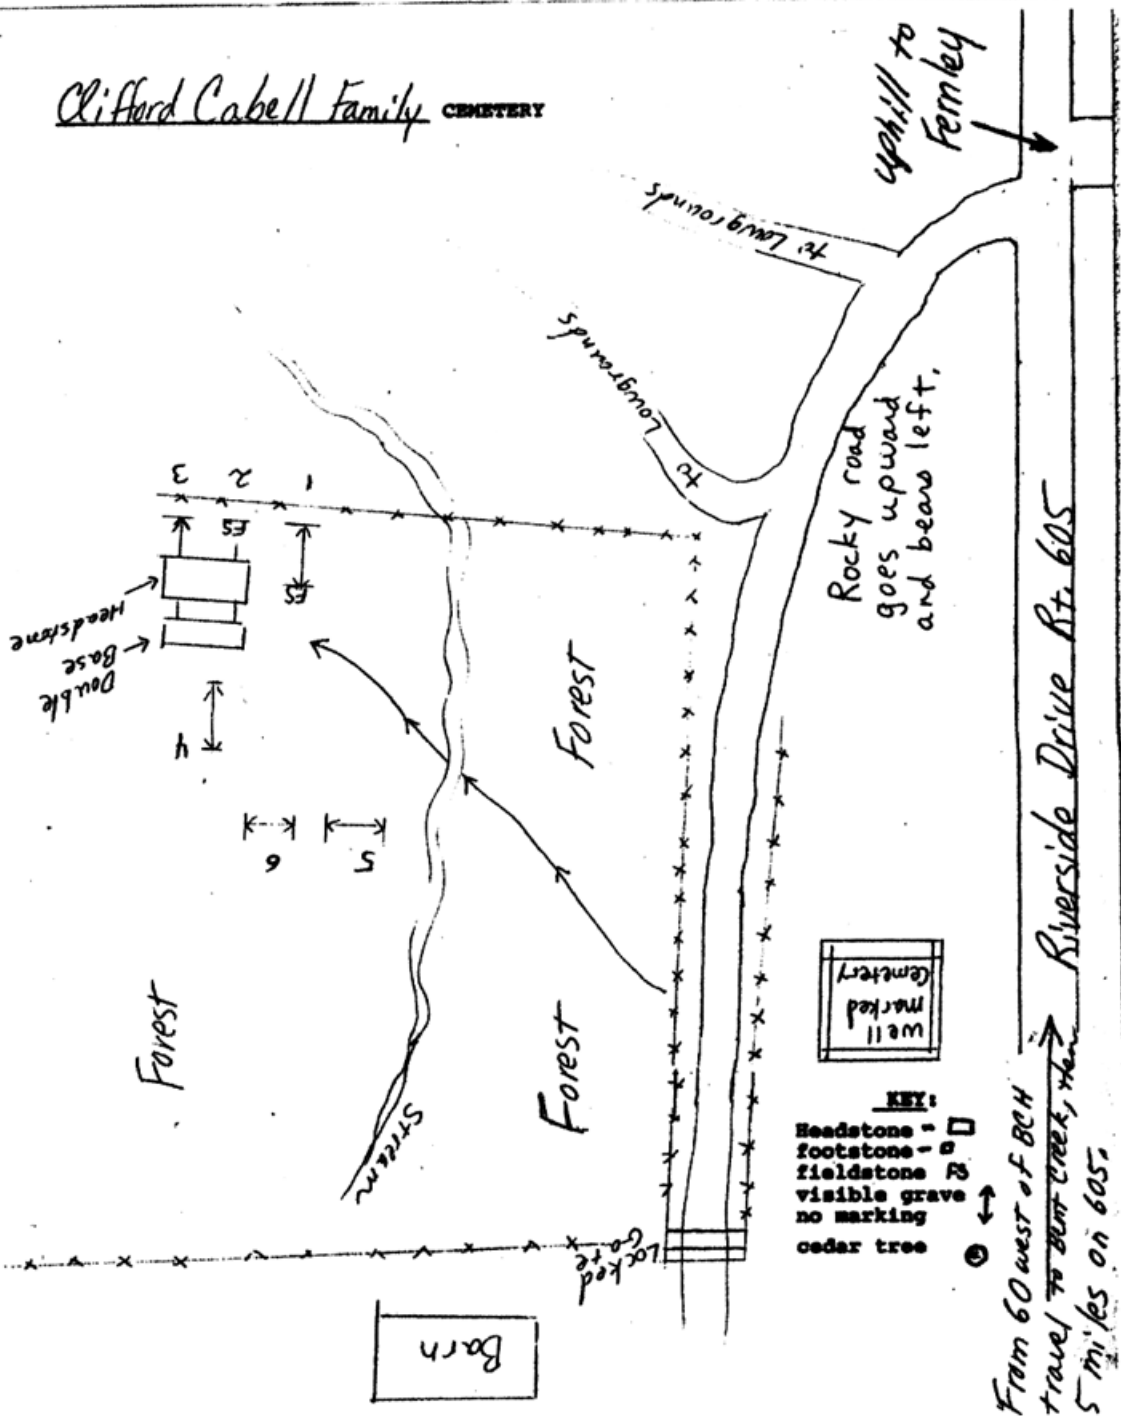 Clifford Cabell Family CEMETERY
uphill to
Fernley
to Lowgrounds
to Lowgrounds
Rocky road
goes upward
and bears left.
3 2 1
FS
FS
Headstone
Double
Base
4
6 5
Forest
Forest
Forest
Stream
well
marked
Cemetery
KEY:
Headstone -
footstone -
fieldstone FS
visible grave
no marking
cedar tree
Locked
Gate
Barn
Riverside Drive Rt. 605
From 60 west of BCH
travel to Bent Creek, then
5 miles on 605.